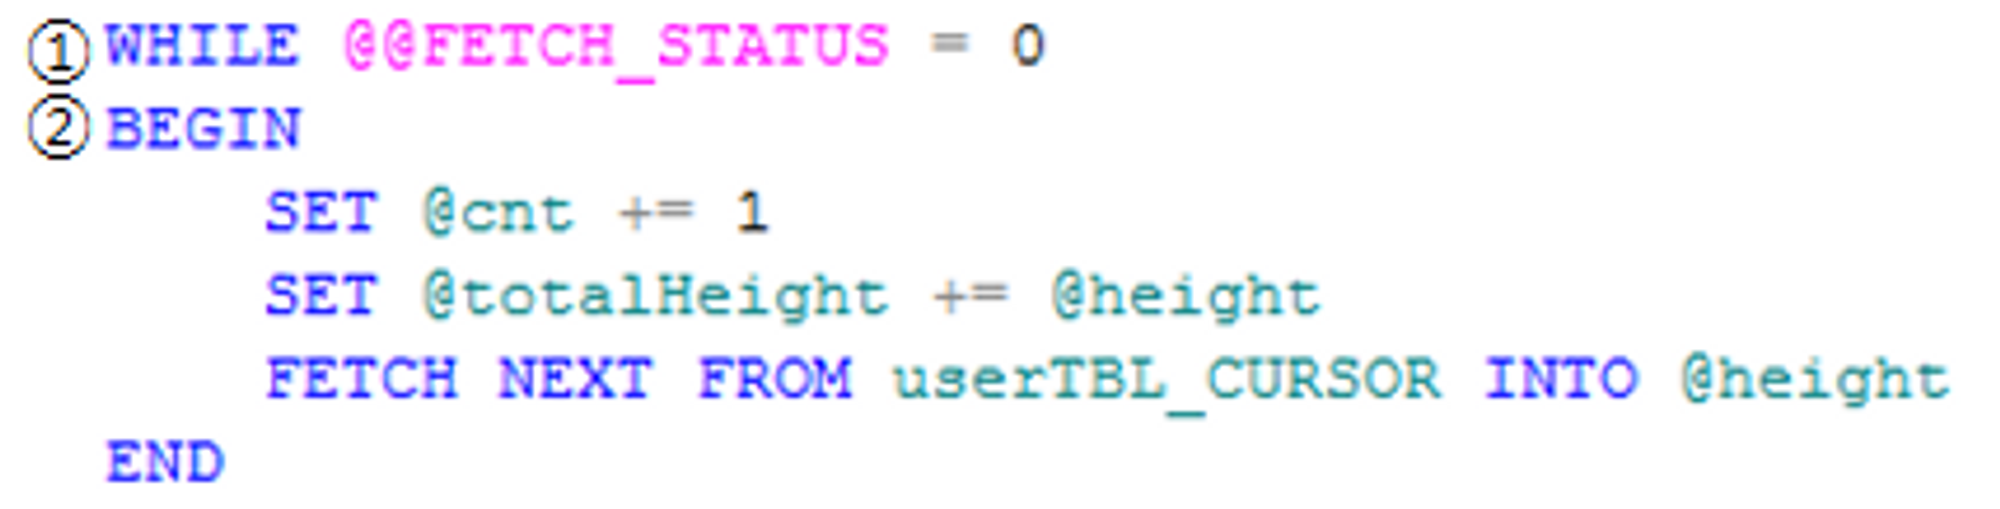 ①WHILE @@FETCH_STATUS = 0
②BEGIN
SET @cnt += 1
SET @totalHeight += @height
FETCH NEXT FROM userTBL_CURSOR INTO @height
END